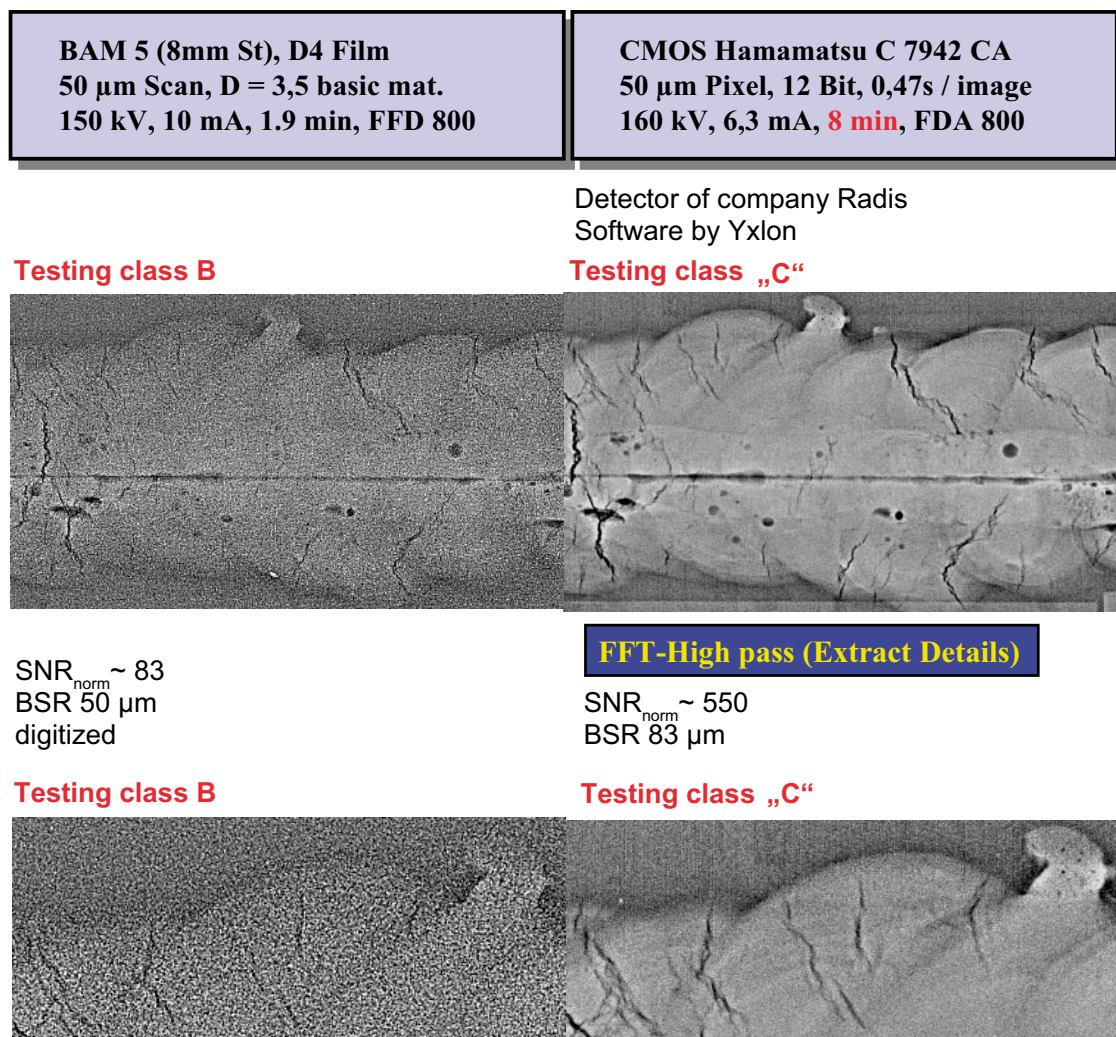 BAM 5 (8mm St), D4 Film
50 µm Scan, D = 3,5 basic mat.
150 kV, 10 mA, 1.9 min, FFD 800
CMOS Hamamatsu C 7942 CA
50 µm Pixel, 12 Bit, 0,47s / image
160 kV, 6,3 mA, 8 min, FDA 800
Detector of company Radis
Software by Yxlon
Testing class B
Testing class „C“
SNRnorm~ 83
BSR 50 µm
digitized
FFT-High pass (Extract Details)
SNRnorm~ 550
BSR 83 µm
Testing class B
Testing class „C“